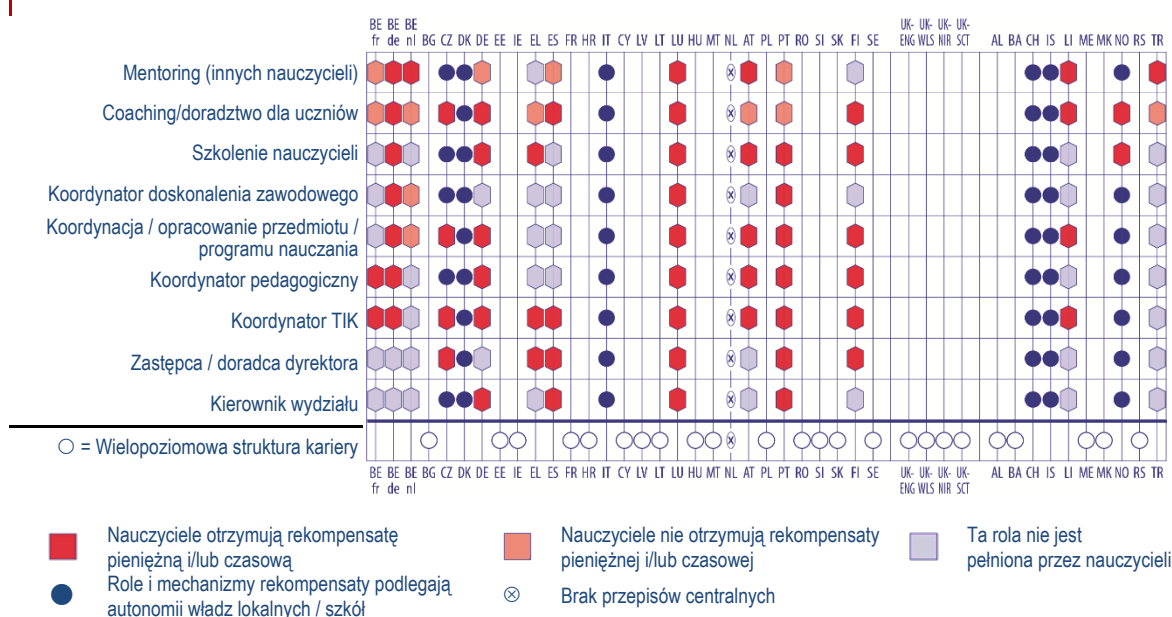 BE BE BE UK- UK- UK- UK-
fr de nl BG CZ DK DE EE IE EL ES FR HR IT CY LV LT LU HU MT NL AT PL PT RO SI SK FI SE ENG WLS NIR SCT AL BA CH IS LI ME MK NO RS TR
Mentoring (innych nauczycieli)
Coaching/doradztwo dla uczniów
Szkolenie nauczycieli
Koordynator doskonalenia zawodowego
Koordynacja / opracowanie przedmiotu /
programu nauczania
Koordynator pedagogiczny
Koordynator TIK
Zastępca / doradca dyrektora
Kierownik wydziału
= Wielopoziomowa struktura kariery
BE BE BE BG CZ DK DE EE IE EL ES FR HR IT CY LV LT LU HU MT NL AT PL PT RO SI SK FI SE UK- UK- UK- UK- AL BA CH IS LI ME MK NO RS TR
fr de nl ENG WLS NIR SCT
Nauczyciele otrzymują rekompensatę
pieniężną i/lub czasową
Nauczyciele nie otrzymują rekompensaty
pieniężnej i/lub czasowej
Ta rola nie jest
pełniona przez nauczycieli
Role i mechanizmy rekompensaty podlegają
autonomii władz lokalnych / szkół
Brak przepisów centralnych